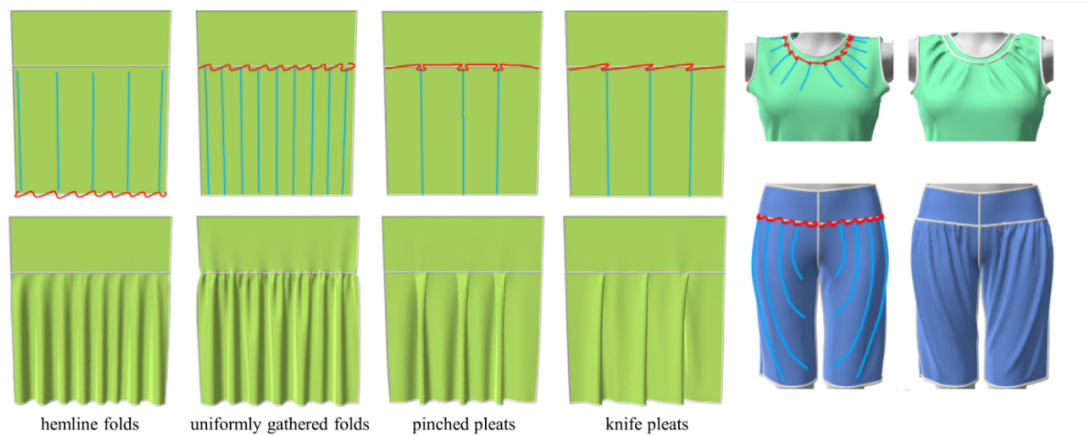 hemline folds
uniformly gathered folds
pinched pleats
knife pleats